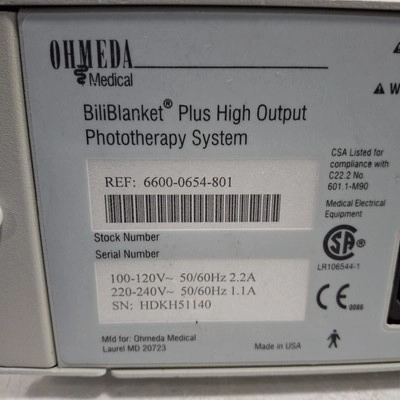 OHMEDA
Medical
BiliBlanket® Plus High Output
Phototherapy System
REF: 6600-0654-801
Stock Number
Serial Number
100-120V~ 50/60Hz 2.2A
220-240V~ 50/60Hz 1.1A
SN: HDKH51140
Mfd for: Ohmeda Medical
Laurel MD 20723
Made in USA
W
CSA Listed for
compliance with
C22.2 No.
601.1-M90
Medical Electrical
Equipment
SA
LR106544-1
CE 0086